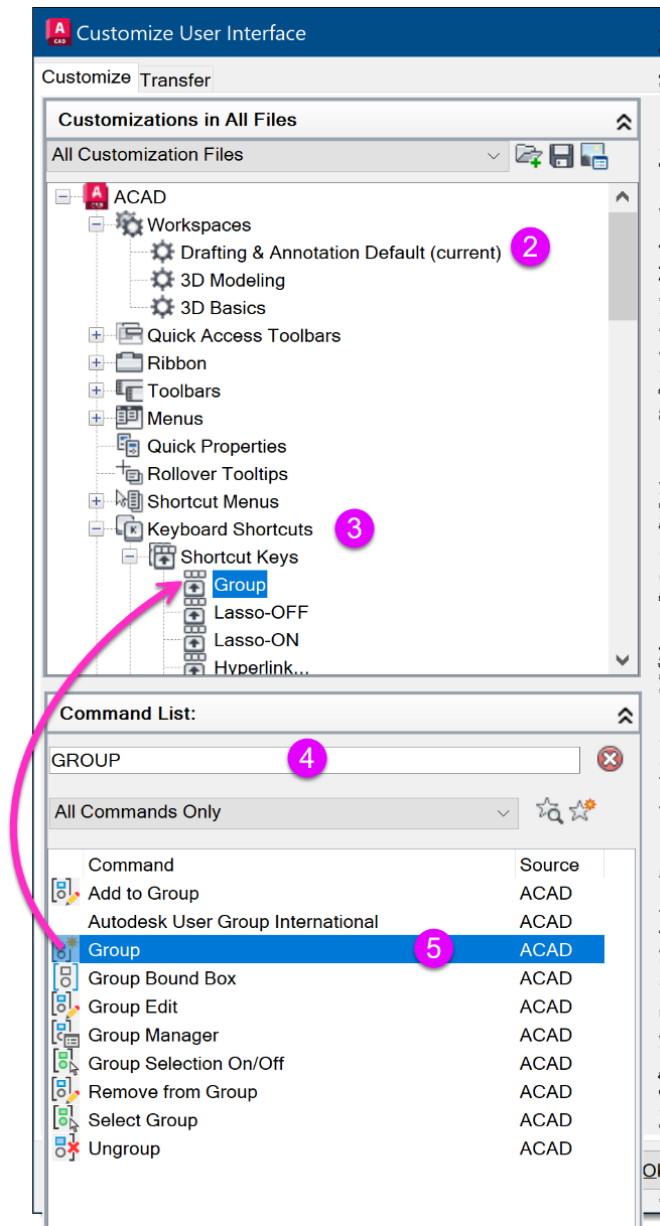 Customize User Interface
Customize Transfer
Customizations in All Files
All Customization Files
ACAD
Workspaces
Drafting & Annotation Default (current) 2
3D Modeling
3D Basics
Quick Access Toolbars
Ribbon
Toolbars
Menus
Quick Properties
Rollover Tooltips
Shortcut Menus
Keyboard Shortcuts 3
Shortcut Keys
Group
Lasso-OFF
Lasso-ON
Hyperlink...
Command List:
GROUP 4
All Commands Only
Command Source
Add to Group ACAD
Autodesk User Group International ACAD
Group 5 ACAD
Group Bound Box ACAD
Group Edit ACAD
Group Manager ACAD
Group Selection On/Off ACAD
Remove from Group ACAD
Select Group ACAD
Ungroup ACAD